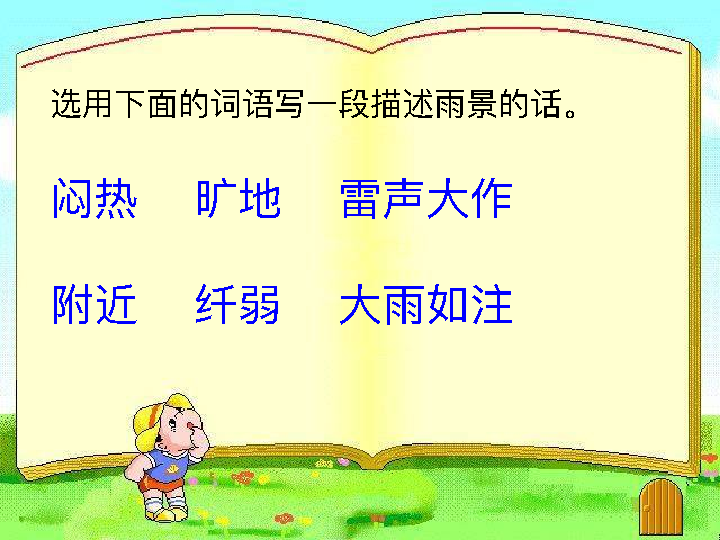 选用下面的词语写一段描述雨景的话。
闷热 旷地 雷声大作
附近 纤弱 大雨如注